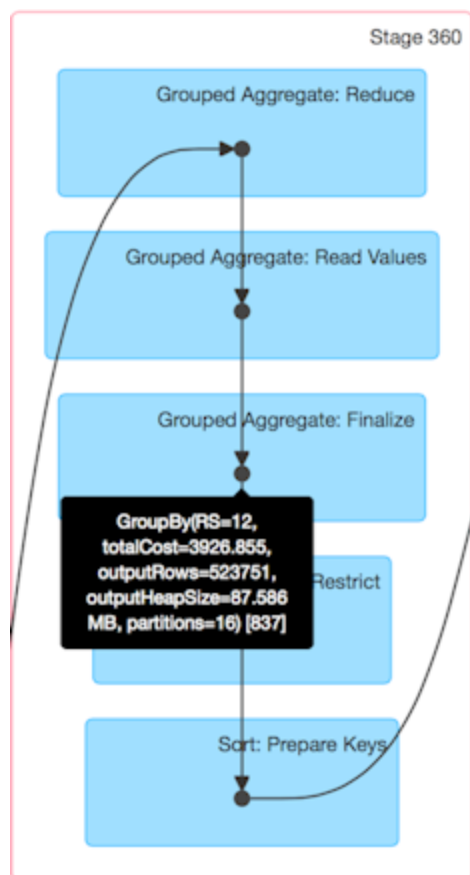 Stage 360
Grouped Aggregate: Reduce
Grouped Aggregate: Read Values
Grouped Aggregate: Finalize
GroupBy(RS=12,
totalCost=3926.855,
outputRows=523751,
outputHeapSize=87.586
MB, partitions=16) [837]
Restrict
Sort: Prepare Keys